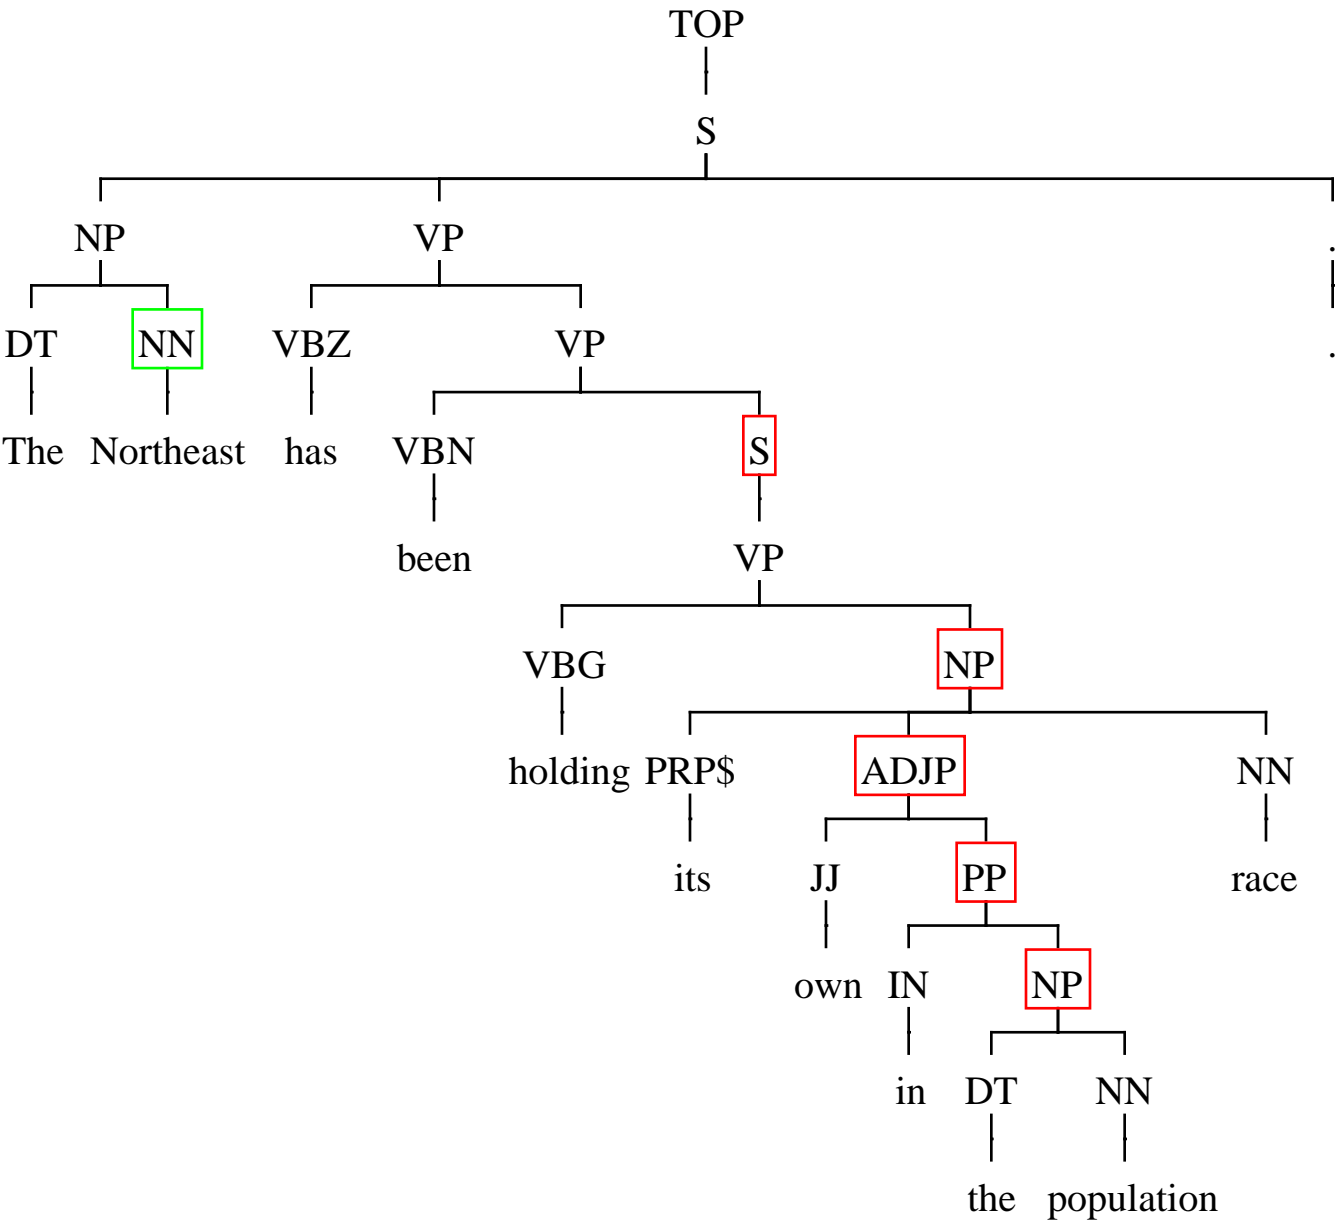 TOP
S
NP VP .
DT NN VBZ VP .
The Northeast has VBN S
been VP
VBG NP
holding PRP$ ADJP NN
its JJ PP race
own IN NP
in DT NN
the population